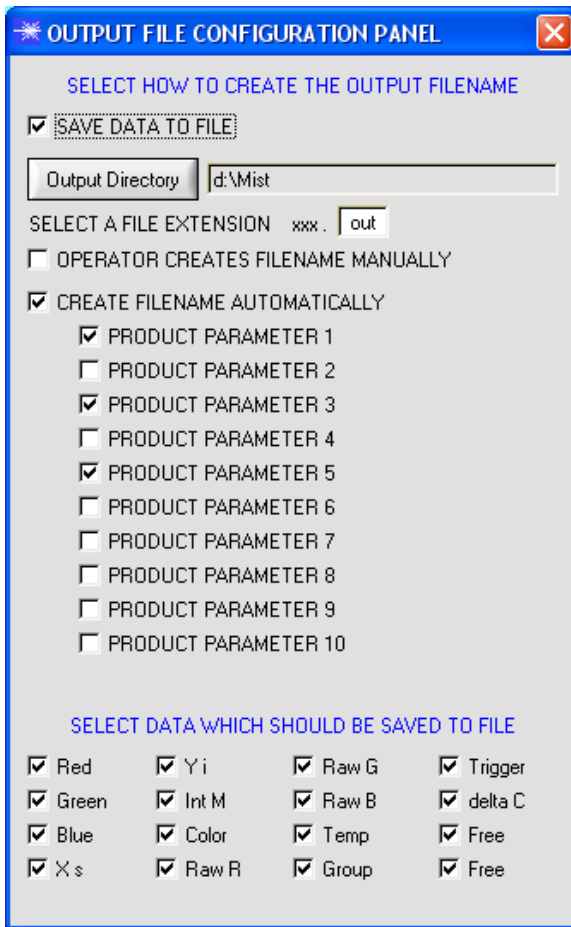 OUTPUT FILE CONFIGURATION PANEL
SELECT HOW TO CREATE THE OUTPUT FILENAME
SAVE DATA TO FILE
Output Directory d:\Mist
SELECT A FILE EXTENSION xxx . out
OPERATOR CREATES FILENAME MANUALLY
CREATE FILENAME AUTOMATICALLY
PRODUCT PARAMETER 1
PRODUCT PARAMETER 2
PRODUCT PARAMETER 3
PRODUCT PARAMETER 4
PRODUCT PARAMETER 5
PRODUCT PARAMETER 6
PRODUCT PARAMETER 7
PRODUCT PARAMETER 8
PRODUCT PARAMETER 9
PRODUCT PARAMETER 10
SELECT DATA WHICH SHOULD BE SAVED TO FILE
Red Y i Raw G Trigger
Green Int M Raw B delta C
Blue Color Temp Free
X s Raw R Group Free